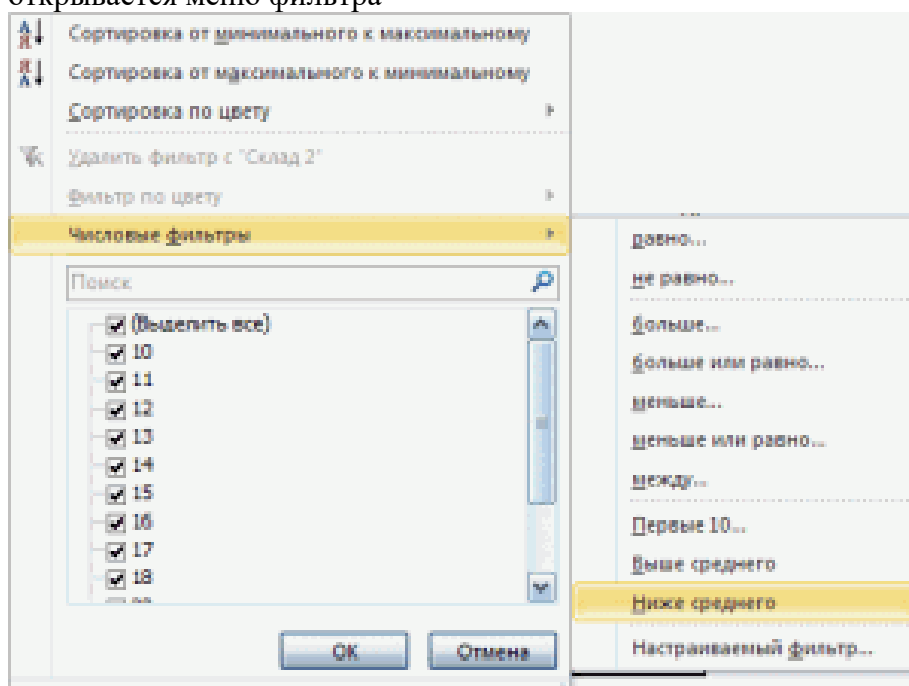 открывается меню фильтра
Сортировка от минимального к максимальному
Сортировка от максимального к минимальному
Сортировка по цвету
Удалить фильтр с "Склад 2"
Фильтр по цвету
Числовые фильтры
Поиск
(Выделить все)
10
11
12
13
14
15
16
17
18
ОК
Отмена
равно...
не равно...
больше...
больше или равно...
меньше...
меньше или равно...
между...
Первые 10...
Выше среднего
Ниже среднего
Настраиваемый фильтр...